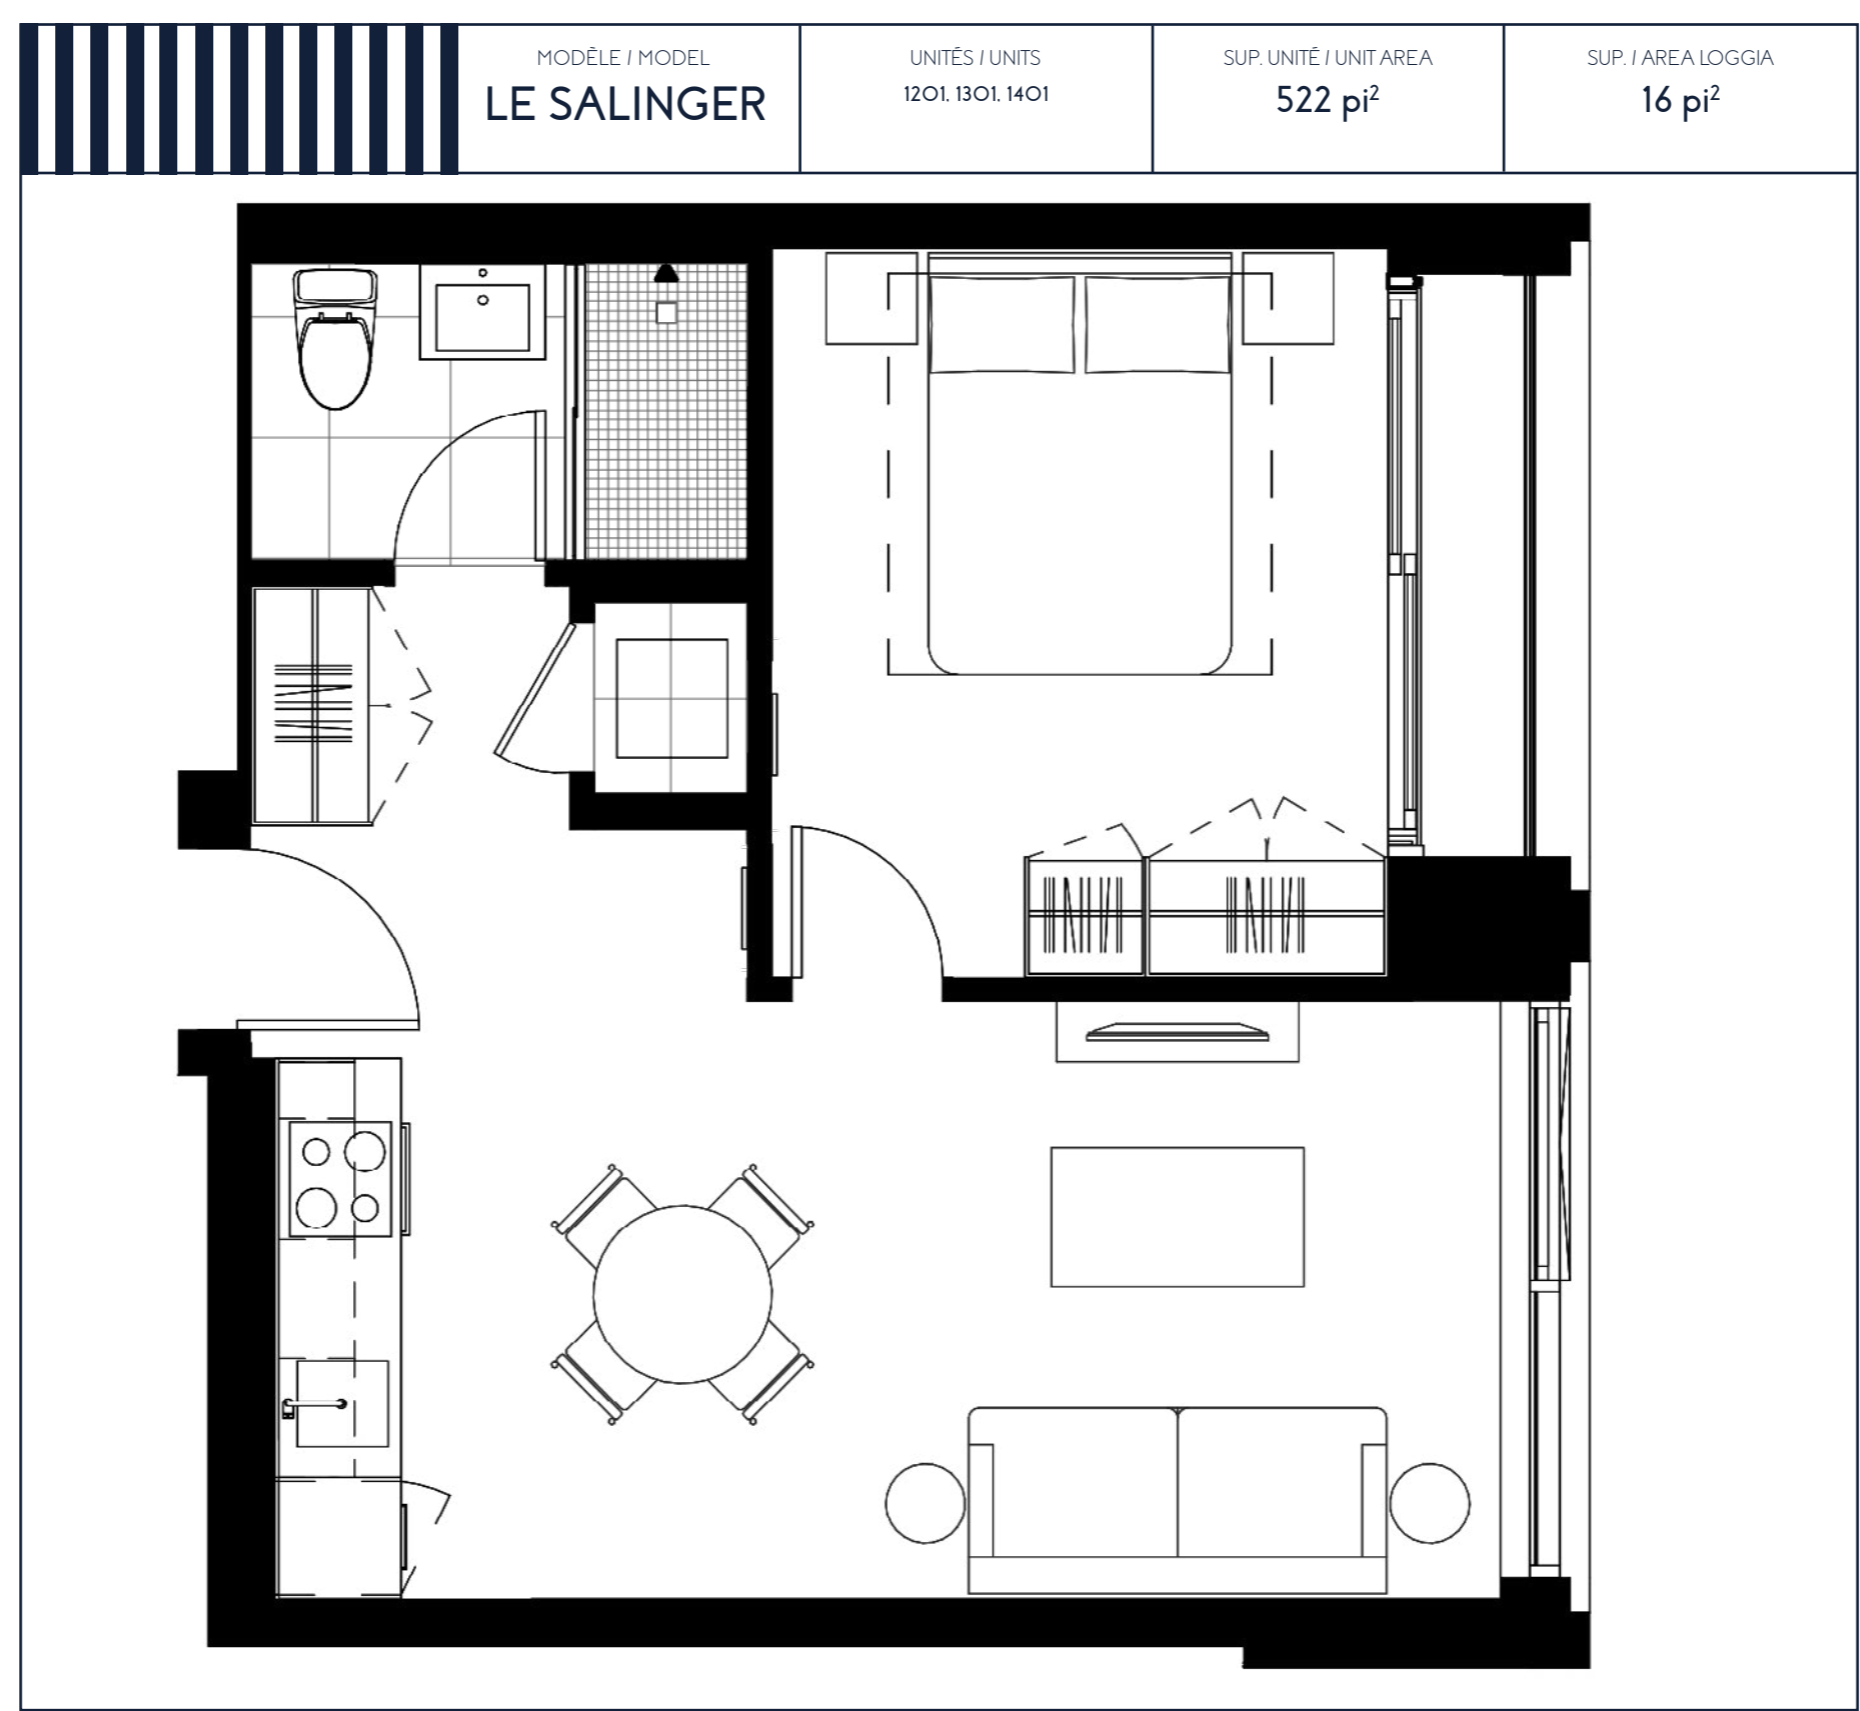 MODÈLE / MODEL
LE SALINGER
UNITÉS / UNITS
1201, 1301, 1401
SUP. UNITÉ / UNIT AREA
522 pi²
SUP. / AREA LOGGIA
16 pi²